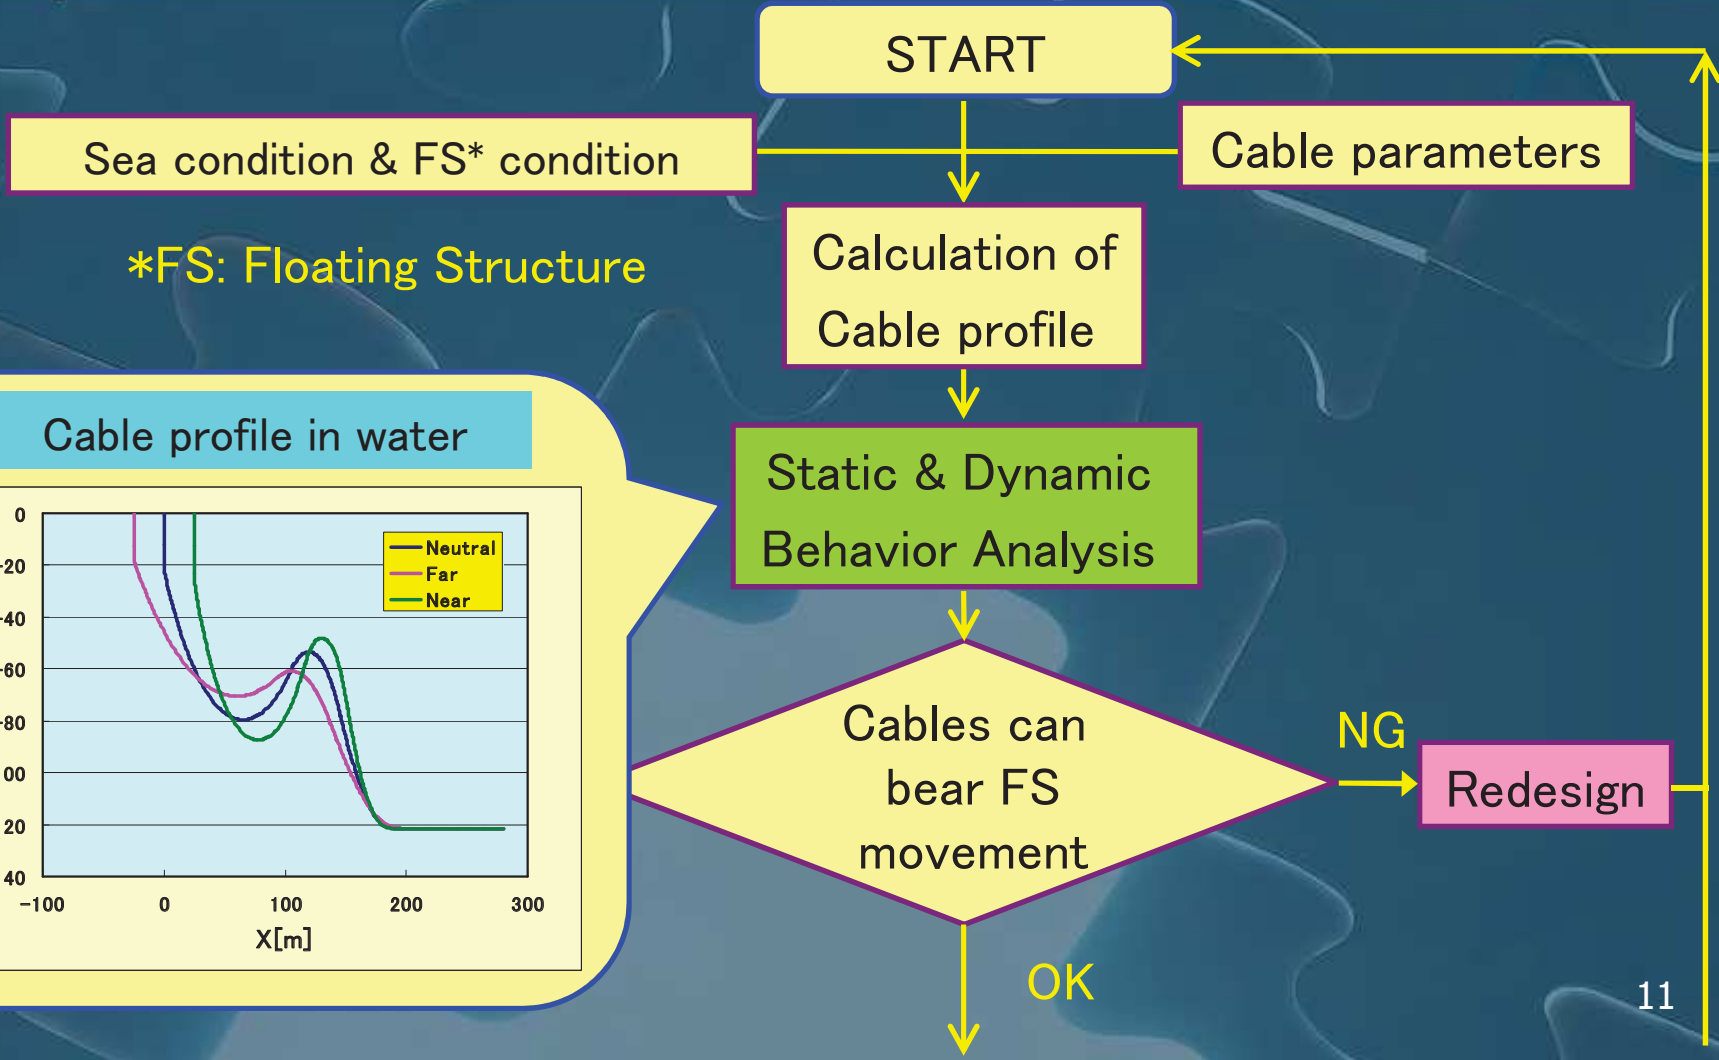 START
Sea condition & FS* condition
Cable parameters
*FS: Floating Structure
Calculation of
Cable profile
Cable profile in water
Static & Dynamic
Behavior Analysis
0
-20
-40
-60
-80
00
20
40
Neutral
Far
Near
-100 0 100 200 300
X[m]
Cables can
bear FS
movement
NG
Redesign
OK
11